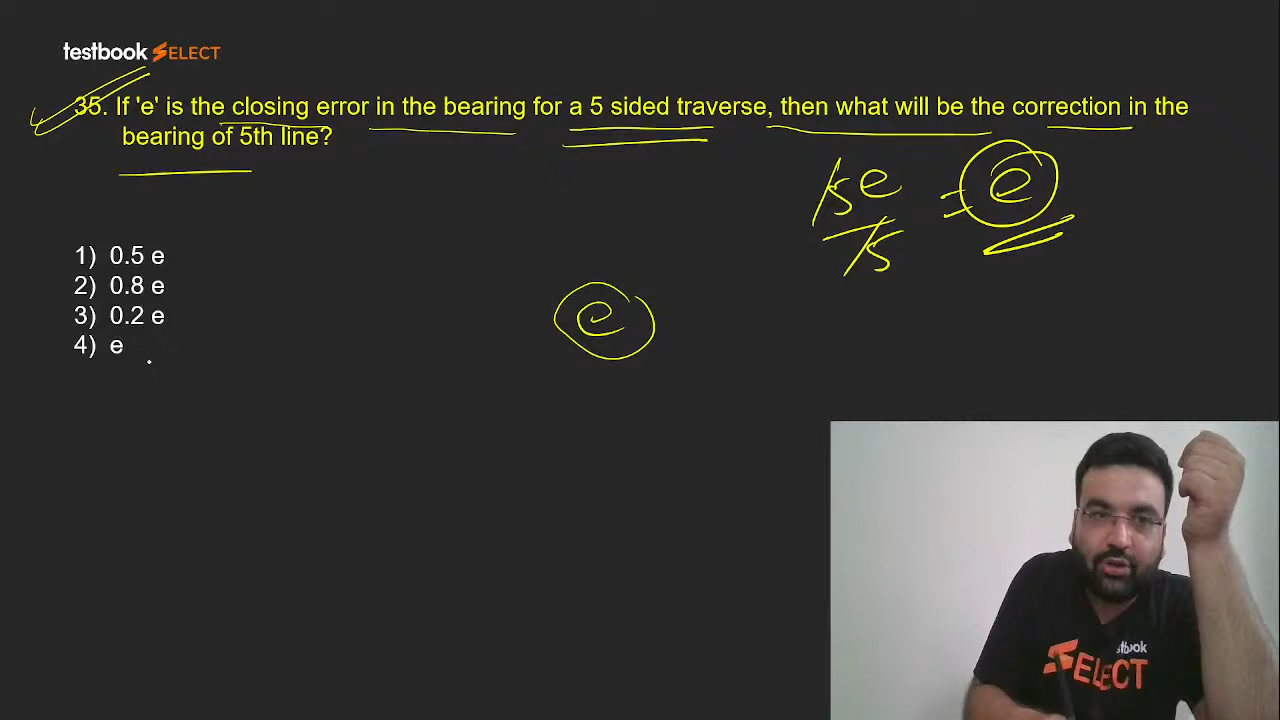 testbook SELECT
35. If 'e' is the closing error in the bearing for a 5 sided traverse, then what will be the correction in the
bearing of 5th line?
5e
5
= e
1) 0.5 e
2) 0.8 e
3) 0.2 e
4) e
e
testbook
SELECT